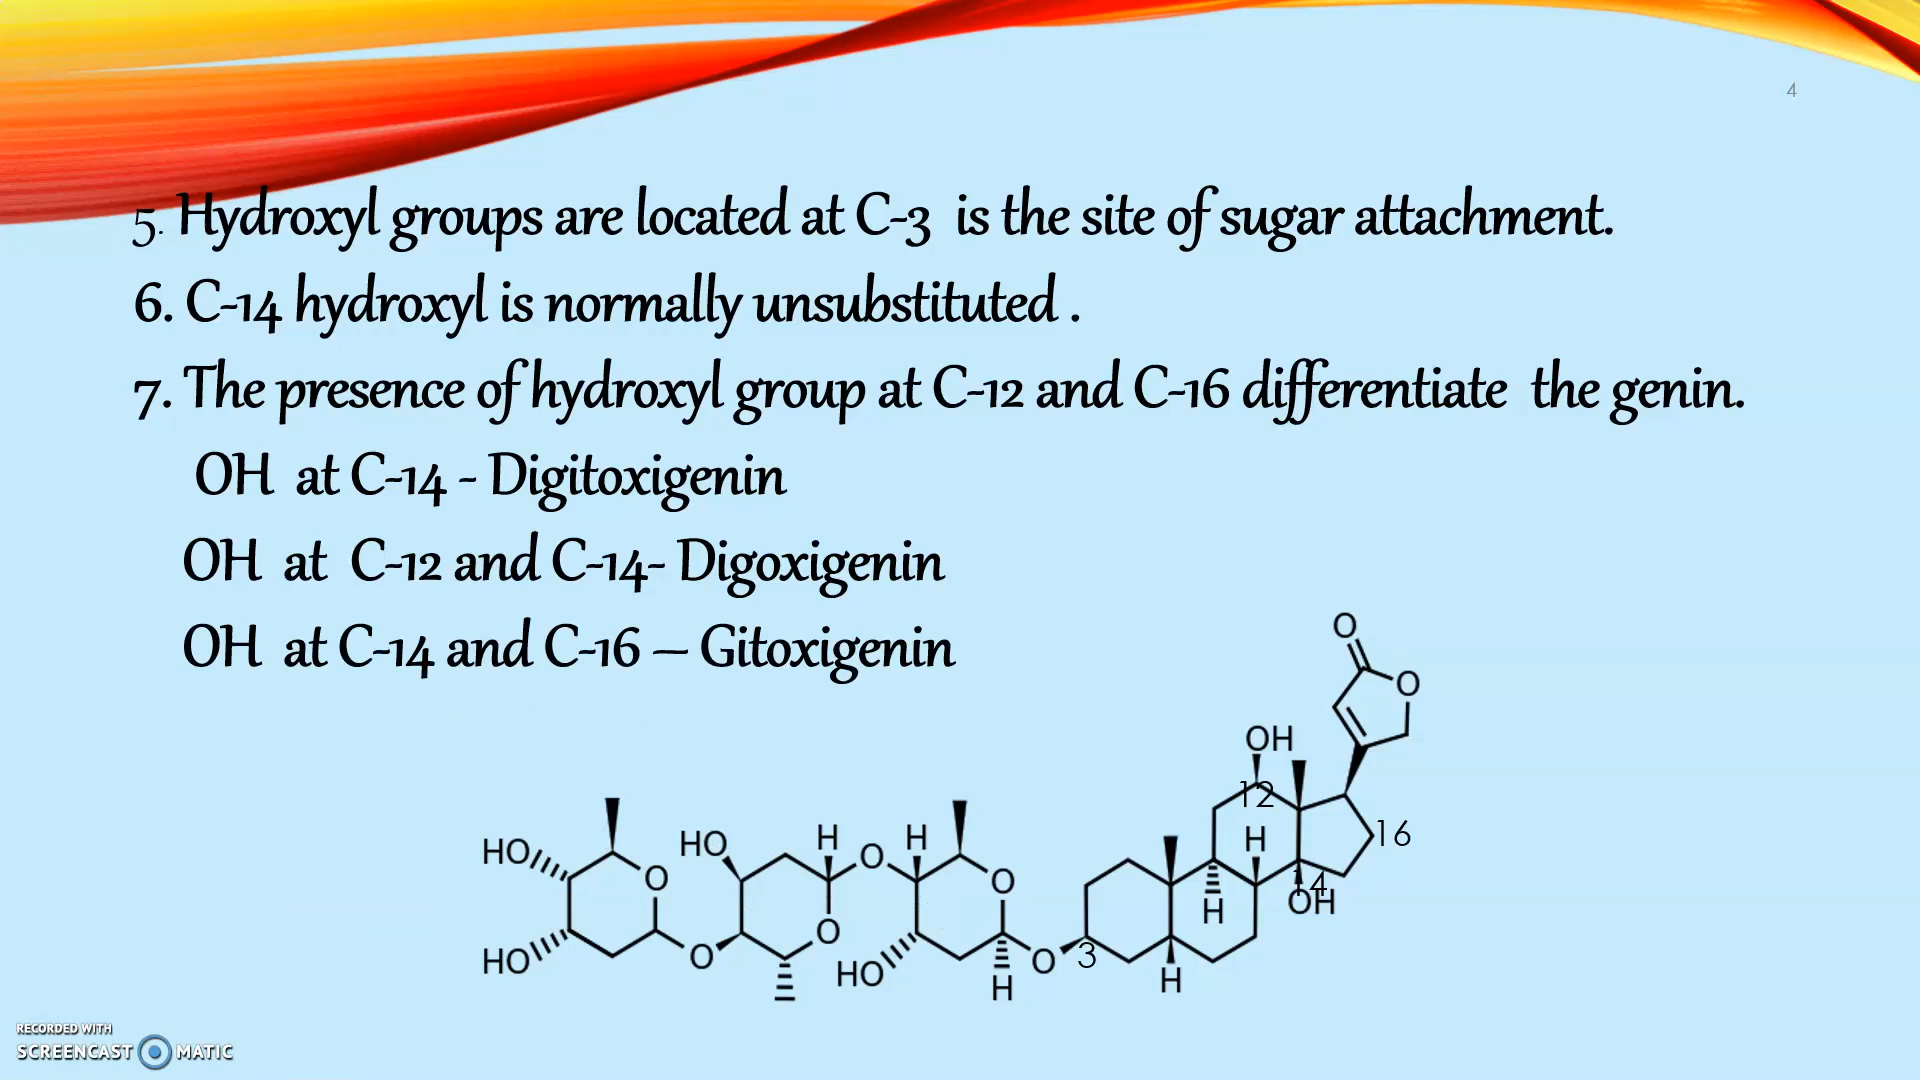 4
5. Hydroxyl groups are located at C-3 is the site of sugar attachment.
6. C-14 hydroxyl is normally unsubstituted .
7. The presence of hydroxyl group at C-12 and C-16 differentiate the genin.
OH at C-14 - Digitoxigenin
OH at C-12 and C-14- Digoxigenin
OH at C-14 and C-16 – Gitoxigenin
O
O
OH
12
16
HO HO H O H O O H
14
OH
H
HO O O HO O 3
H H
RECORDED WITH
SCREENCAST MATIC